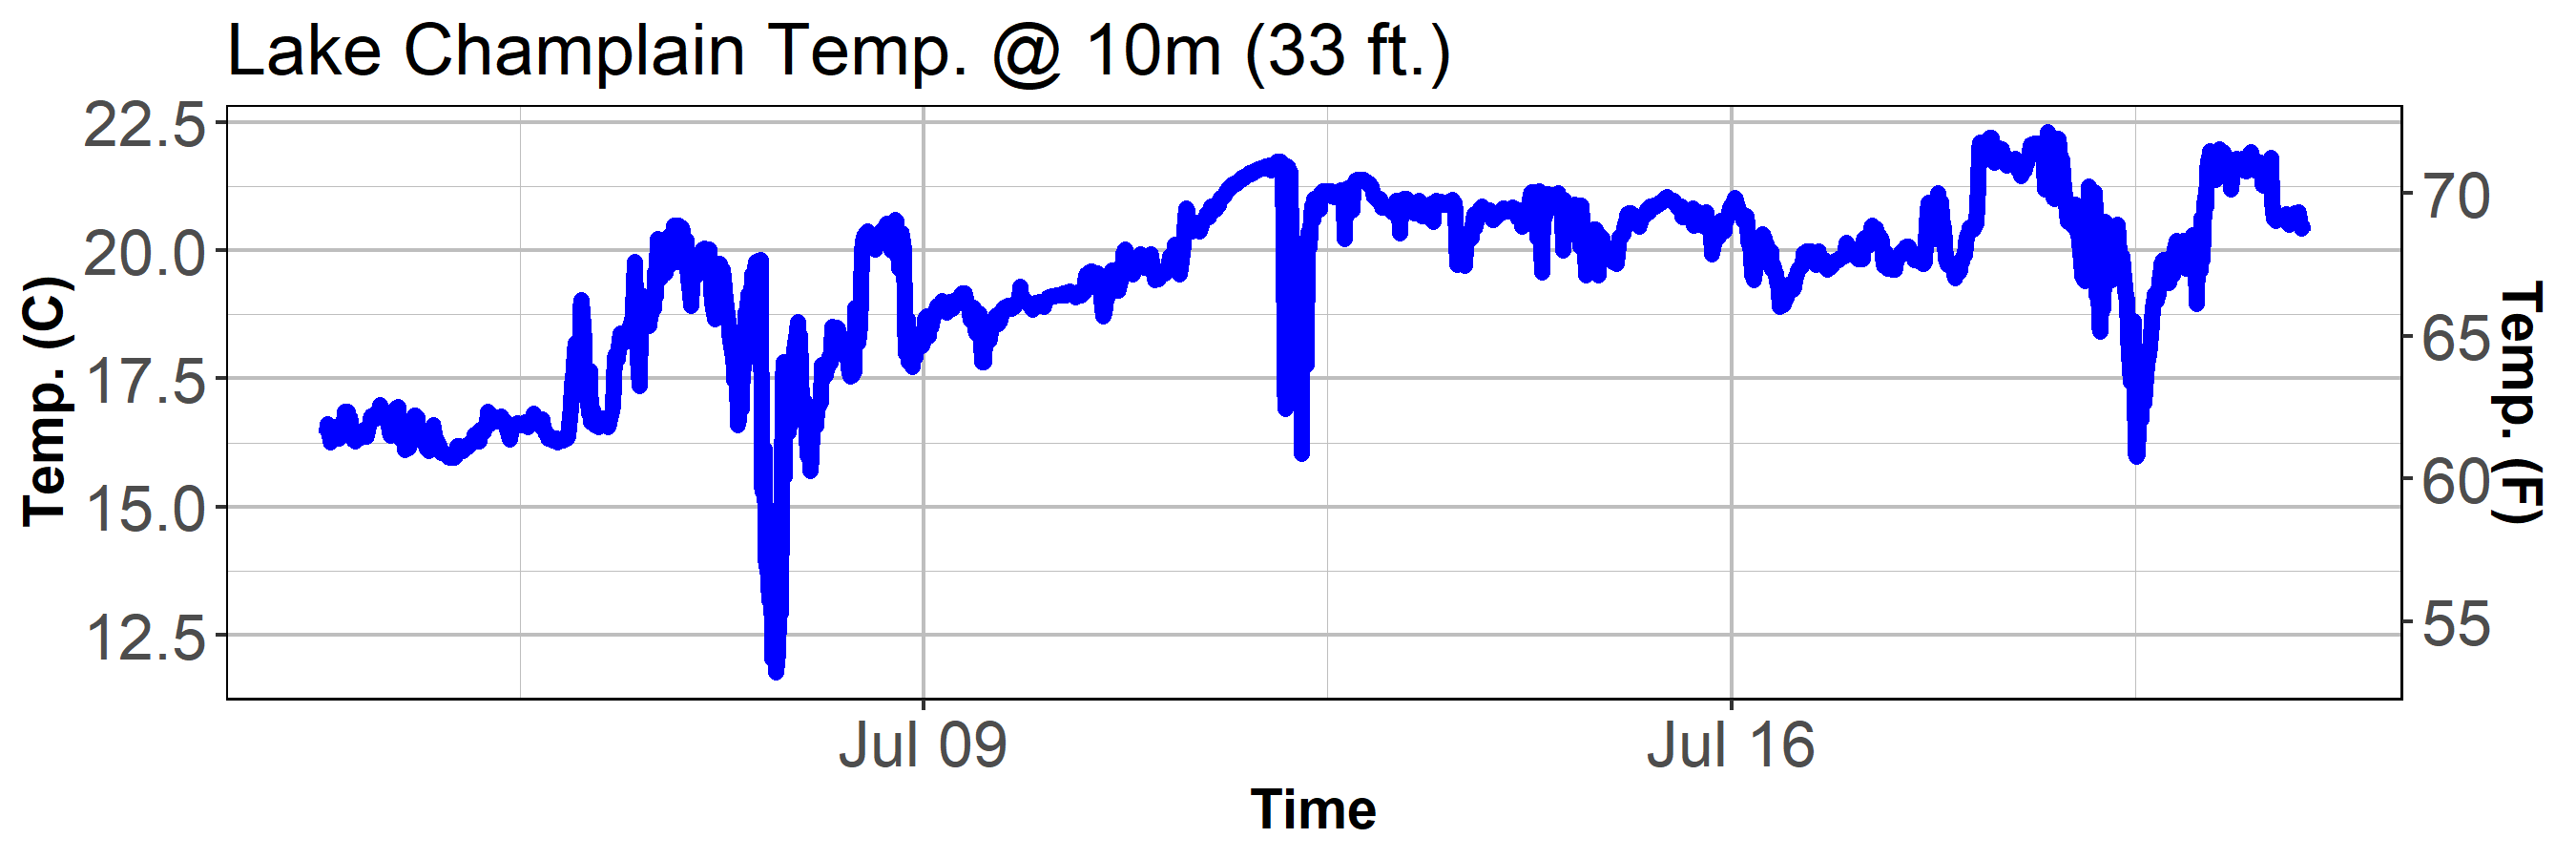 Lake Champlain Temp. @ 10m (33 ft.)
Temp. (C)
22.5
20.0
17.5
15.0
12.5
70
65
60
55
Temp. (F)
Jul 09
Jul 16
Time